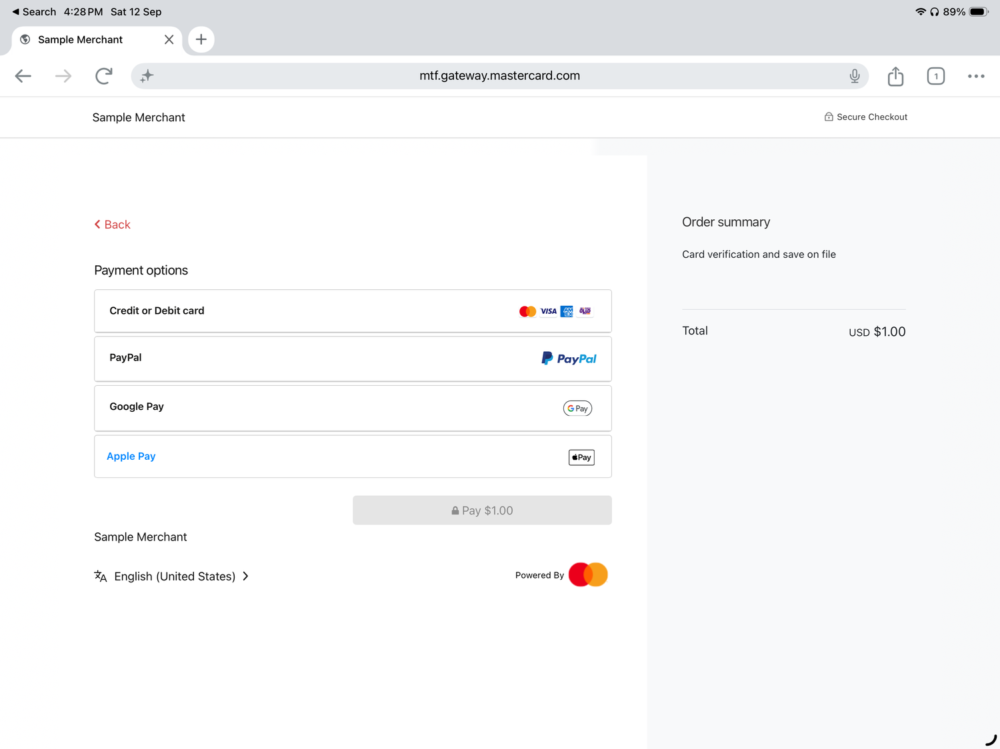 Search 4:28 PM Sat 12 Sep 89%
Sample Merchant
mtf.gateway.mastercard.com
1
Sample Merchant
Secure Checkout
Back
Order summary
Card verification and save on file
Payment options
Credit or Debit card
VISA AM EX OLLO
Total
USD $1.00
PayPal
PayPal
Google Pay
G Pay
Apple Pay
Pay
Pay $1.00
Sample Merchant
English (United States)
Powered By